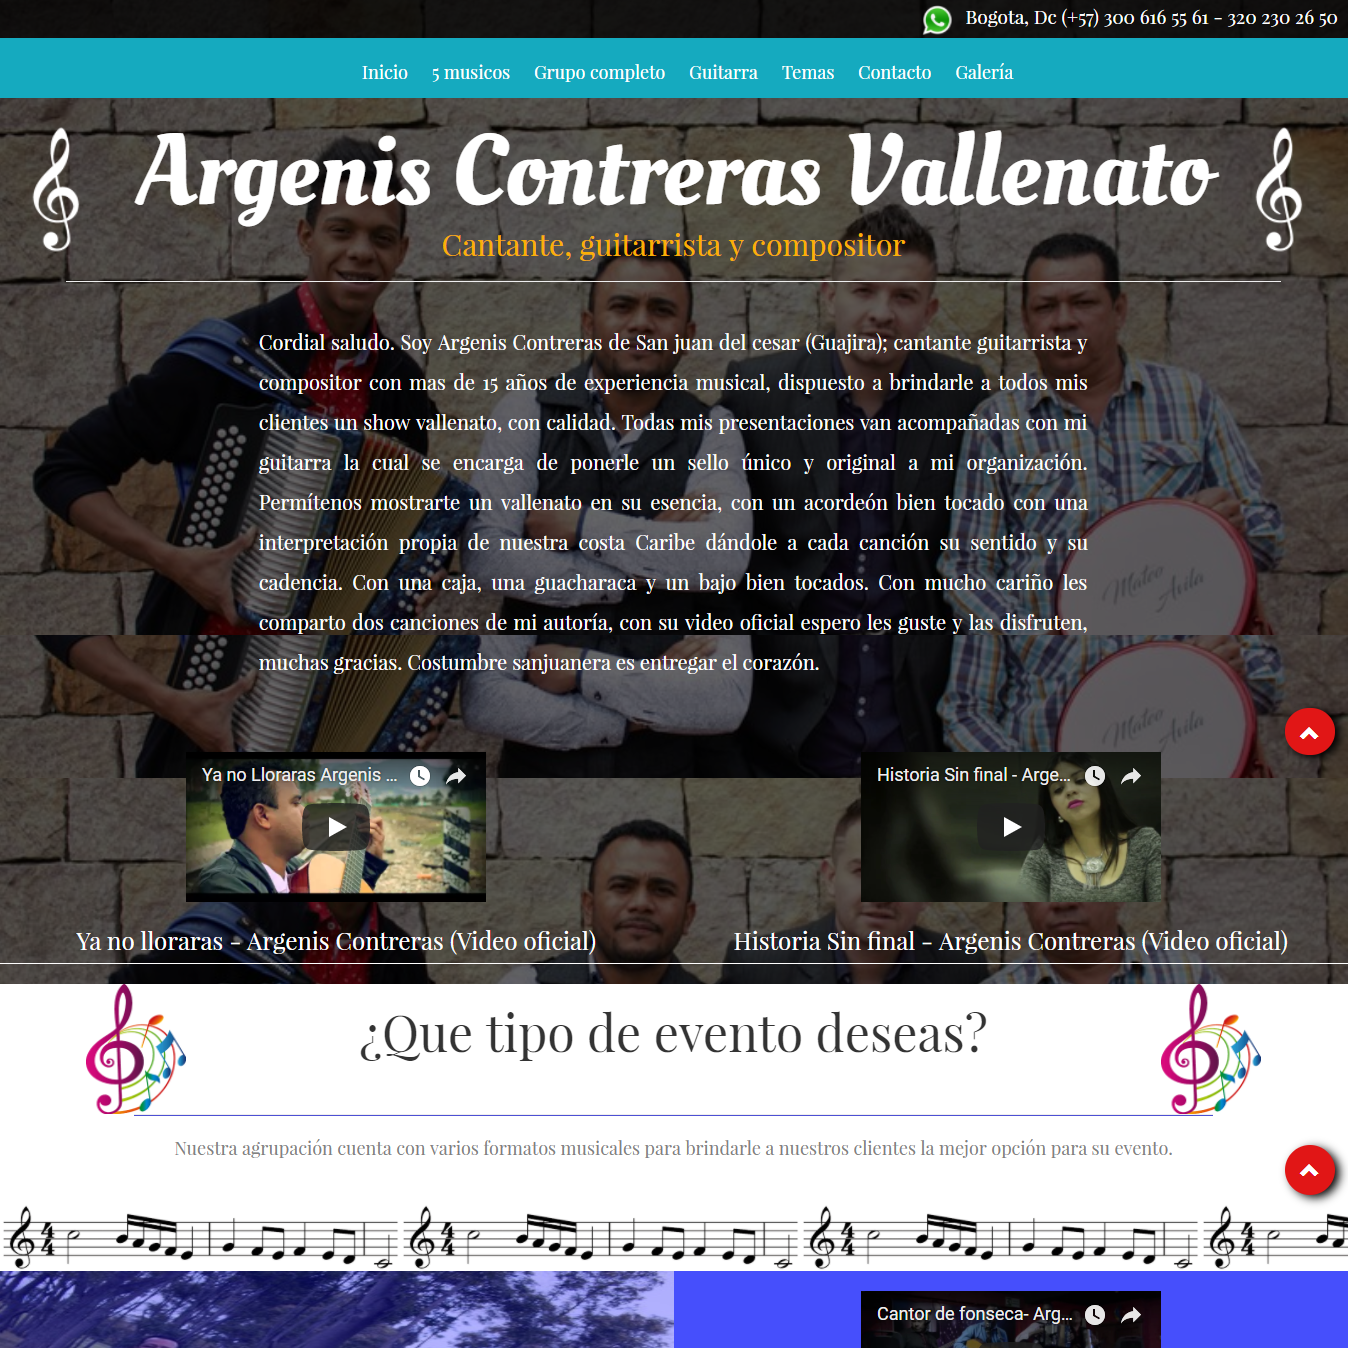 Bogota, Dc (+57) 300 616 55 61 - 320 230 26 50
Inicio 5 musicos Grupo completo Guitarra Temas Contacto Galería
Argenis Contreras Vallenato
Cantante, guitarrista y compositor
Cordial saludo. Soy Argenis Contreras de San juan del cesar (Guajira); cantante guitarrista y
compositor con mas de 15 años de experiencia musical, dispuesto a brindarle a todos mis
clientes un show vallenato, con calidad. Todas mis presentaciones van acompañadas con mi
guitarra la cual se encarga de ponerle un sello único y original a mi organización.
Permítenos mostrarte un vallenato en su esencia, con un acordeón bien tocado con una
interpretación propia de nuestra costa Caribe dándole a cada canción su sentido y su
cadencia. Con una caja, una guacharaca y un bajo bien tocados. Con mucho cariño les
comparto dos canciones de mi autoría, con su video oficial espero les guste y las disfruten,
muchas gracias. Costumbre sanjuanera es entregar el corazón.
Mateo Avila
Mateo Avila
Ya no Lloraras Argenis ...
Historia Sin final - Arge...
Ya no lloraras - Argenis Contreras (Video oficial)
Historia Sin final - Argenis Contreras (Video oficial)
¿Que tipo de evento deseas?
Nuestra agrupación cuenta con varios formatos musicales para brindarle a nuestros clientes la mejor opción para su evento.
Cantor de fonseca- Arg...